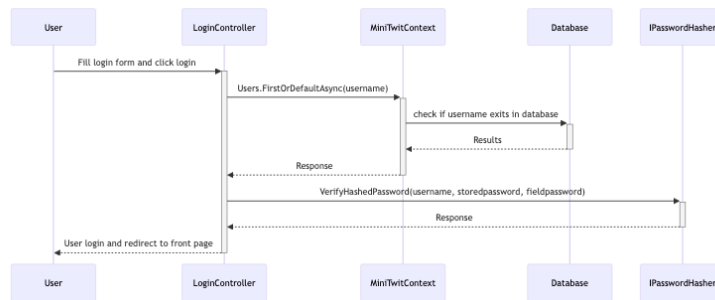 User
LoginController
MiniTwitContext
Database
IPasswordHasher
Fill login form and click login
Users.FirstOrDefaultAsync(username)
check if username exits in database
Results
Response
VerifyHashedPassword(username, storedpassword, fieldpassword)
Response
User login and redirect to front page
User
LoginController
MiniTwitContext
Database
IPasswordHasher